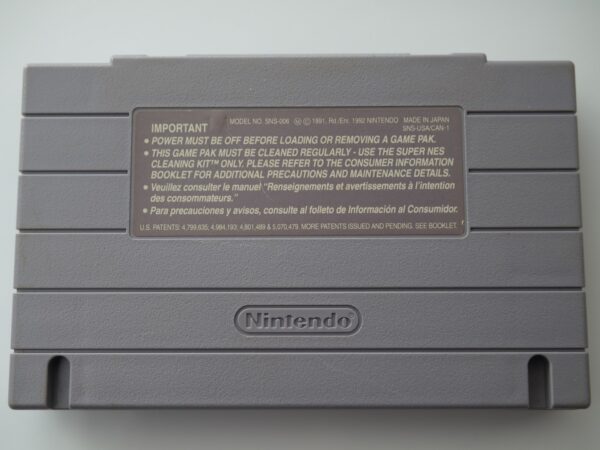 IMPORTANT MODEL NO. SNS-006 Ⓜ © 1991, Rd./Enr. 1992 NINTENDO MADE IN JAPAN
SNS-USA/CAN-1
• POWER MUST BE OFF BEFORE LOADING OR REMOVING A GAME PAK.
• THIS GAME PAK MUST BE CLEANED REGULARLY - USE THE SUPER NES
CLEANING KIT™ ONLY. PLEASE REFER TO THE CONSUMER INFORMATION
BOOKLET FOR ADDITIONAL PRECAUTIONS AND MAINTENANCE DETAILS.
• Veuillez consulter le manuel "Renseignements et avertissements à l'intention
des consommateurs."
• Para precauciones y avisos, consulte al folleto de Información al Consumidor.
U.S. PATENTS: 4,799,635; 4,984,193; 4,801,489 & 5,070,479. MORE PATENTS ISSUED AND PENDING. SEE BOOKLET.
Nintendo